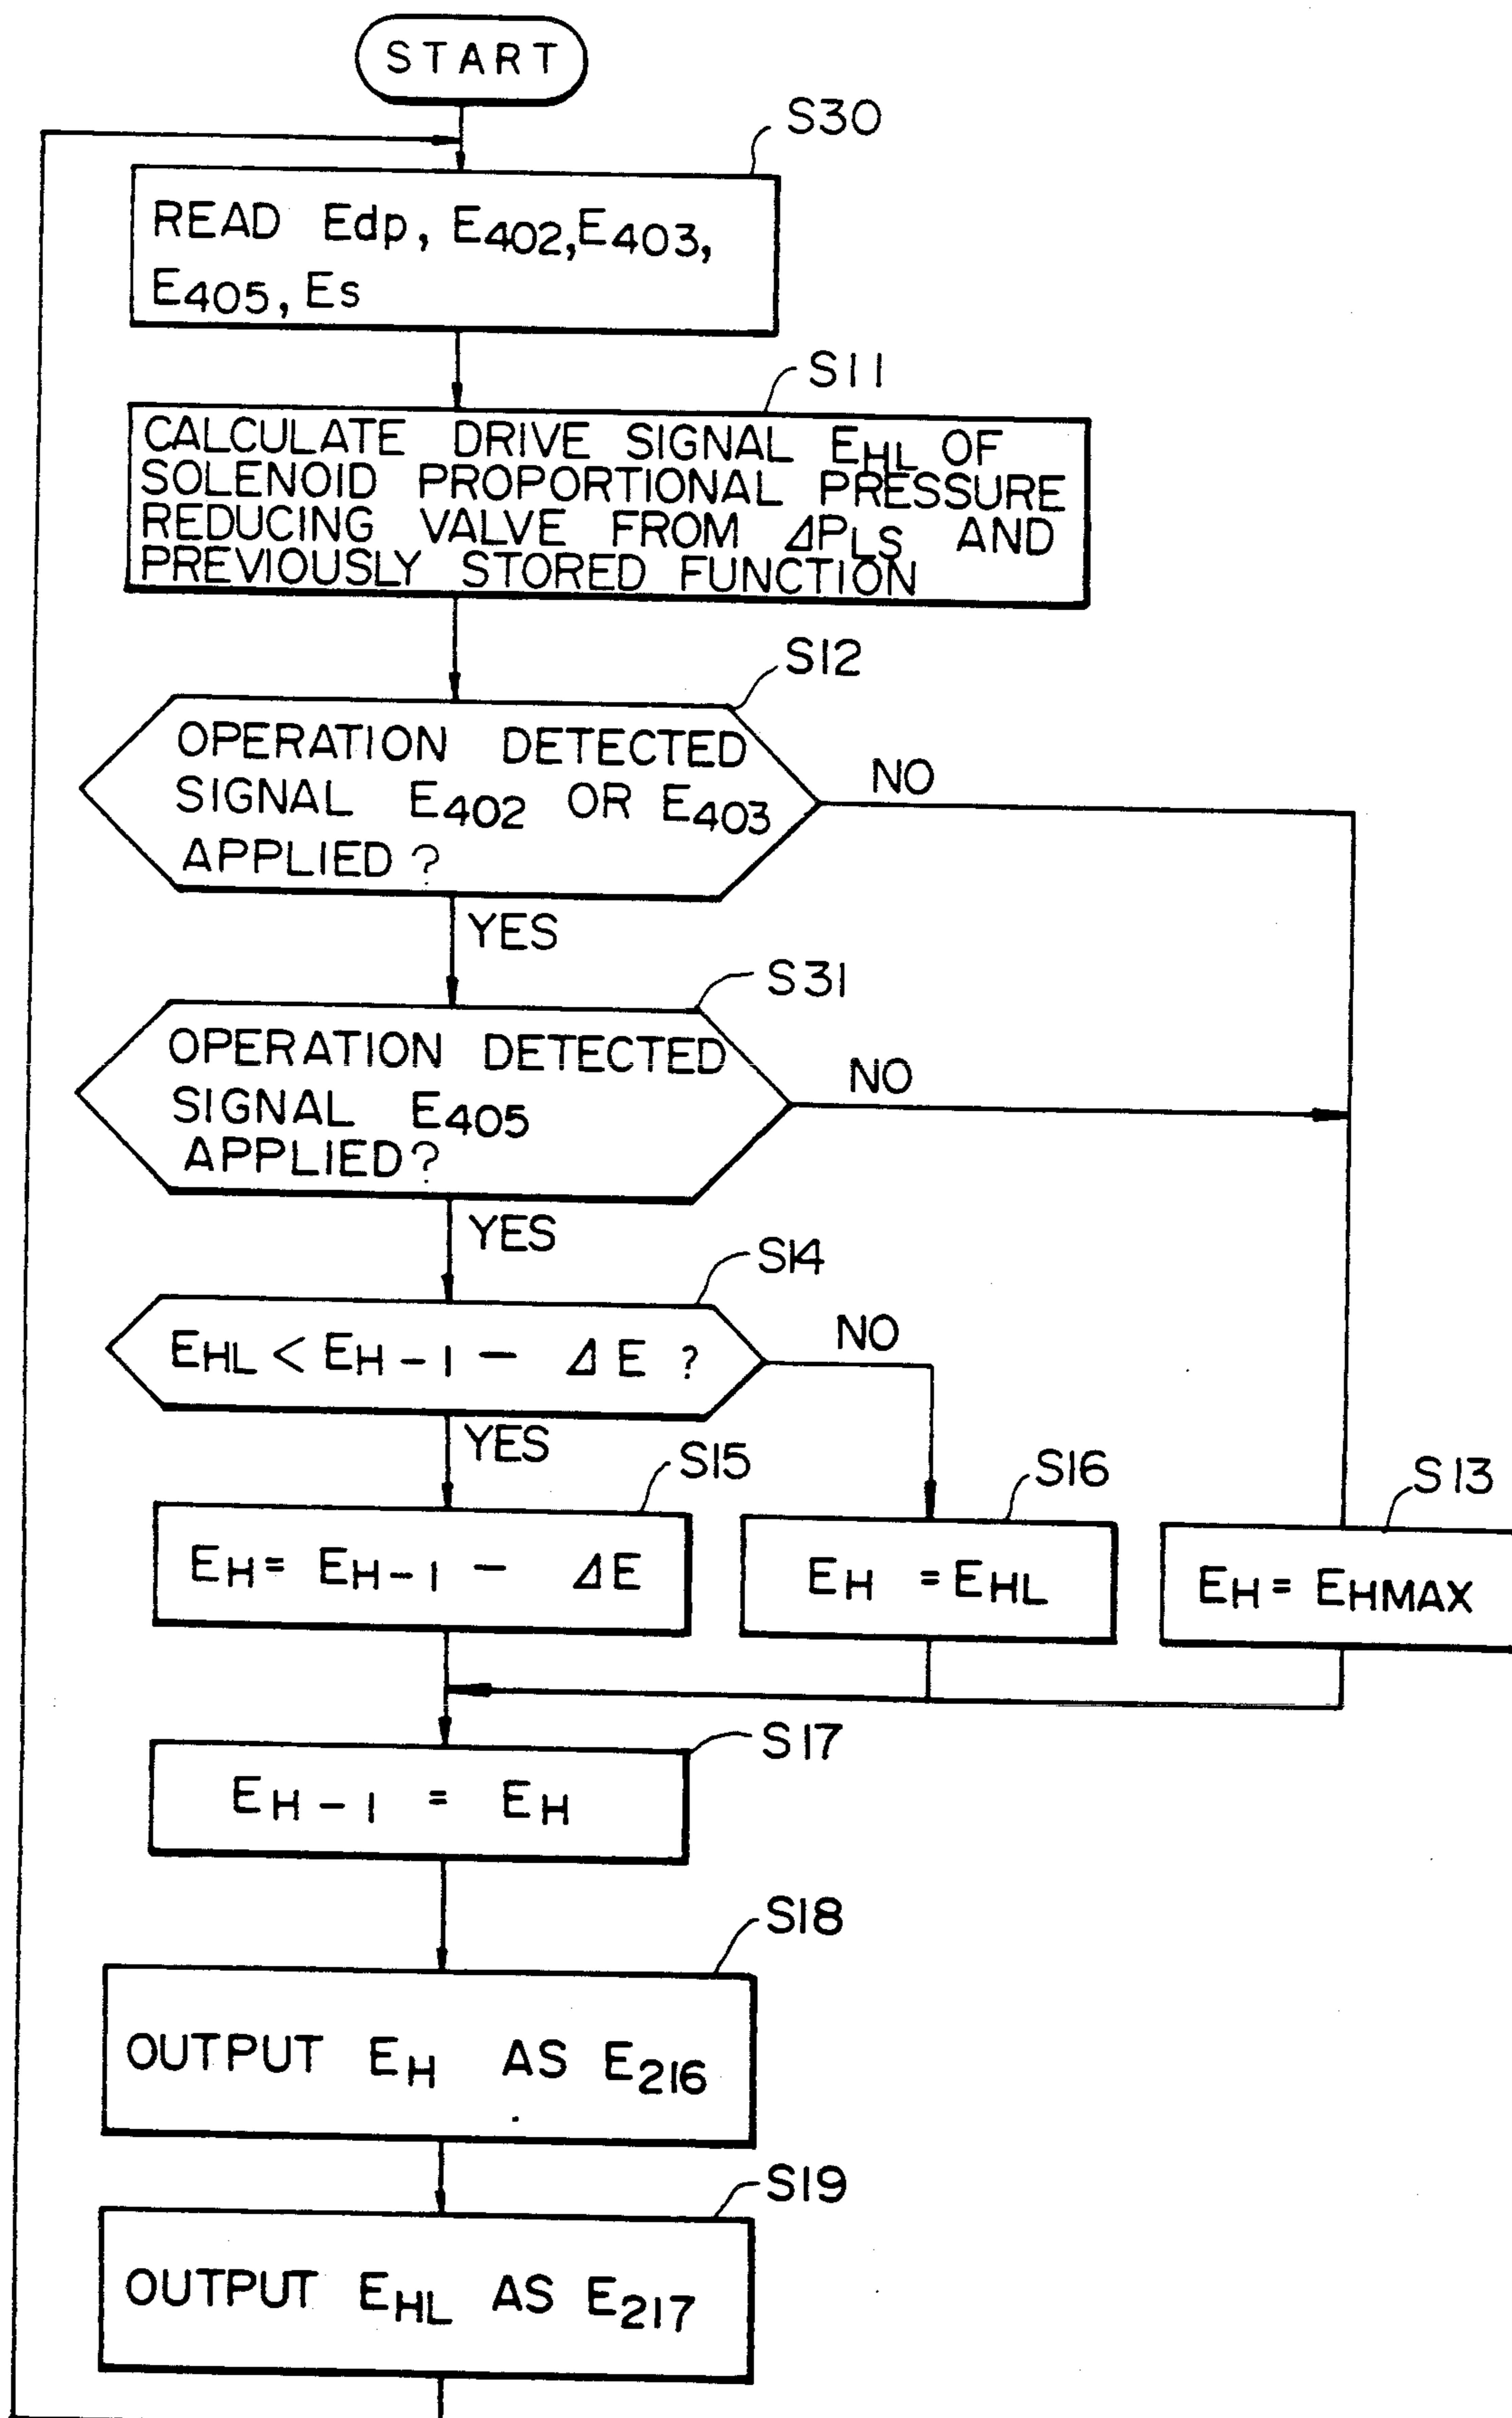 START
S30
READ Edp, E402, E403,
E405, Es
S11
CALCULATE DRIVE SIGNAL EHL OF
SOLENOID PROPORTIONAL PRESSURE
REDUCING VALVE FROM ΔPLS AND
PREVIOUSLY STORED FUNCTION
S12
OPERATION DETECTED
SIGNAL E402 OR E403
APPLIED?
NO
YES
S31
OPERATION DETECTED
SIGNAL E405
APPLIED?
NO
YES
S14
EHL < EH-1 - ΔE ?
NO
YES
S15
EH = EH-1 - ΔE
S16
EH = EHL
S13
EH = EHMAX
S17
EH-1 = EH
S18
OUTPUT EH AS E216
S19
OUTPUT EHL AS E217